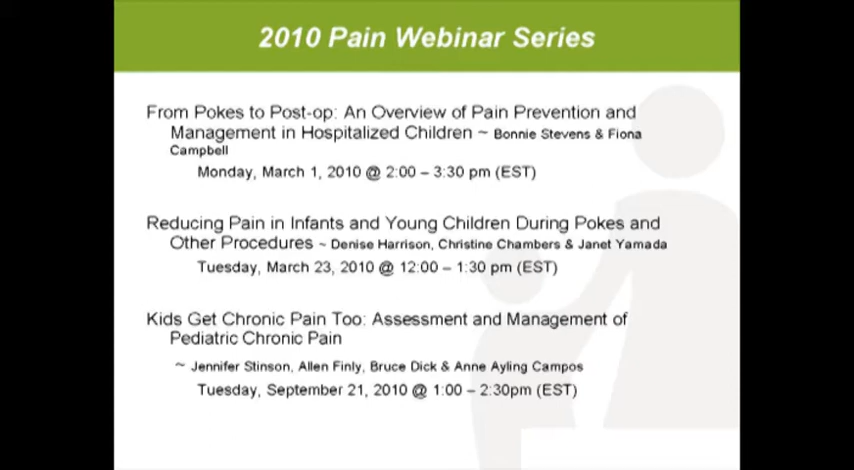 2010 Pain Webinar Series
From Pokes to Post-op: An Overview of Pain Prevention and
Management in Hospitalized Children ~ Bonnie Stevens & Fiona
Campbell
Monday, March 1, 2010 @ 2:00 – 3:30 pm (EST)
Reducing Pain in Infants and Young Children During Pokes and
Other Procedures ~ Denise Harrison, Christine Chambers & Janet Yamada
Tuesday, March 23, 2010 @ 12:00 – 1:30 pm (EST)
Kids Get Chronic Pain Too: Assessment and Management of
Pediatric Chronic Pain
~ Jennifer Stinson, Allen Finly, Bruce Dick & Anne Ayling Campos
Tuesday, September 21, 2010 @ 1:00 – 2:30pm (EST)